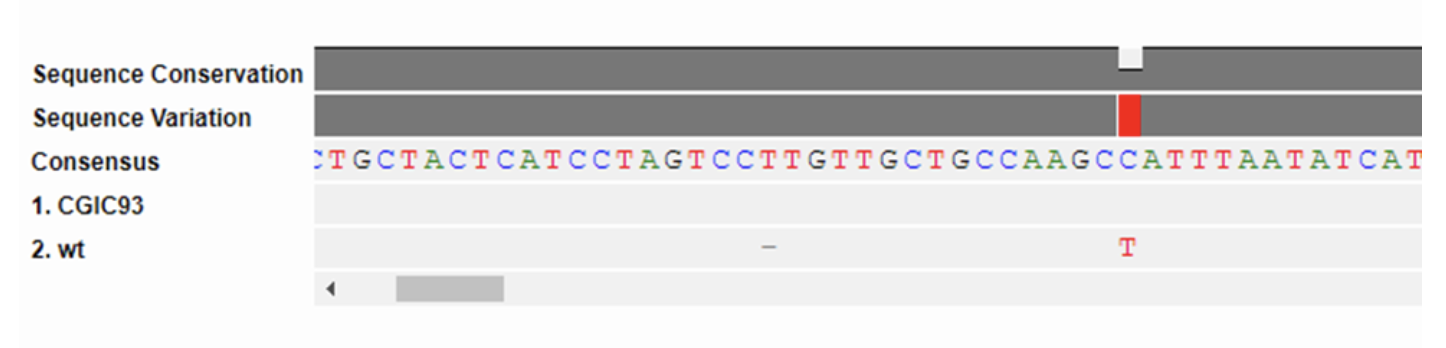 Sequence Conservation
Sequence Variation
Consensus CTGCTACTCATCCTAGTCCTTGTTGCTGCCAAGCCATTTAATATCAT
1. CGIC93
2. wt - T